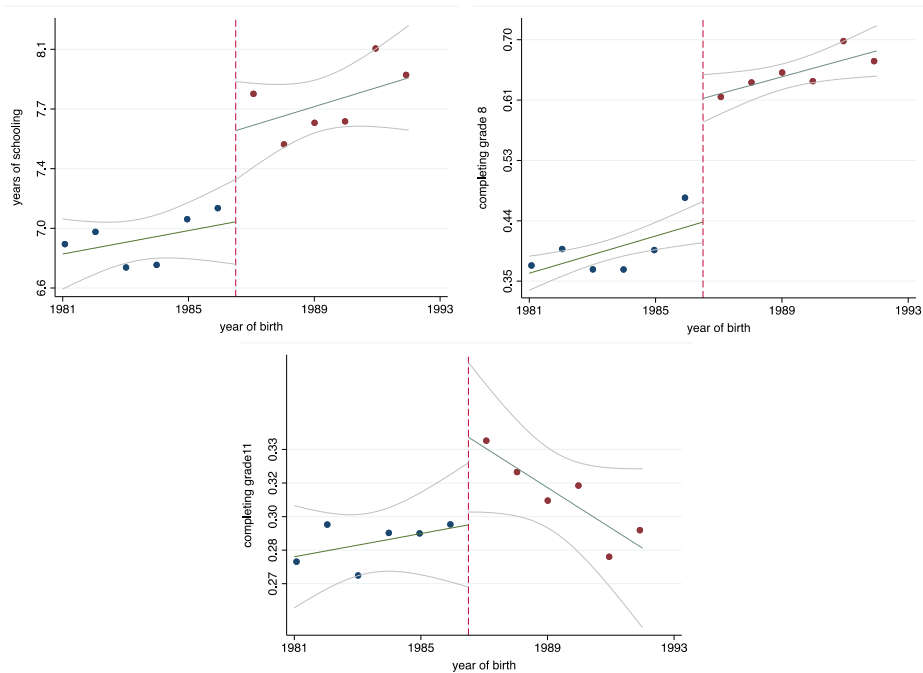 years of schooling
8.1
7.7
7.4
7.0
6.6
1981 1985 1989 1993
year of birth
completing grade 8
0.70
0.61
0.53
0.44
0.35
1981 1985 1989 1993
year of birth
completing grade11
0.33
0.32
0.30
0.28
0.27
1981 1985 1989 1993
year of birth